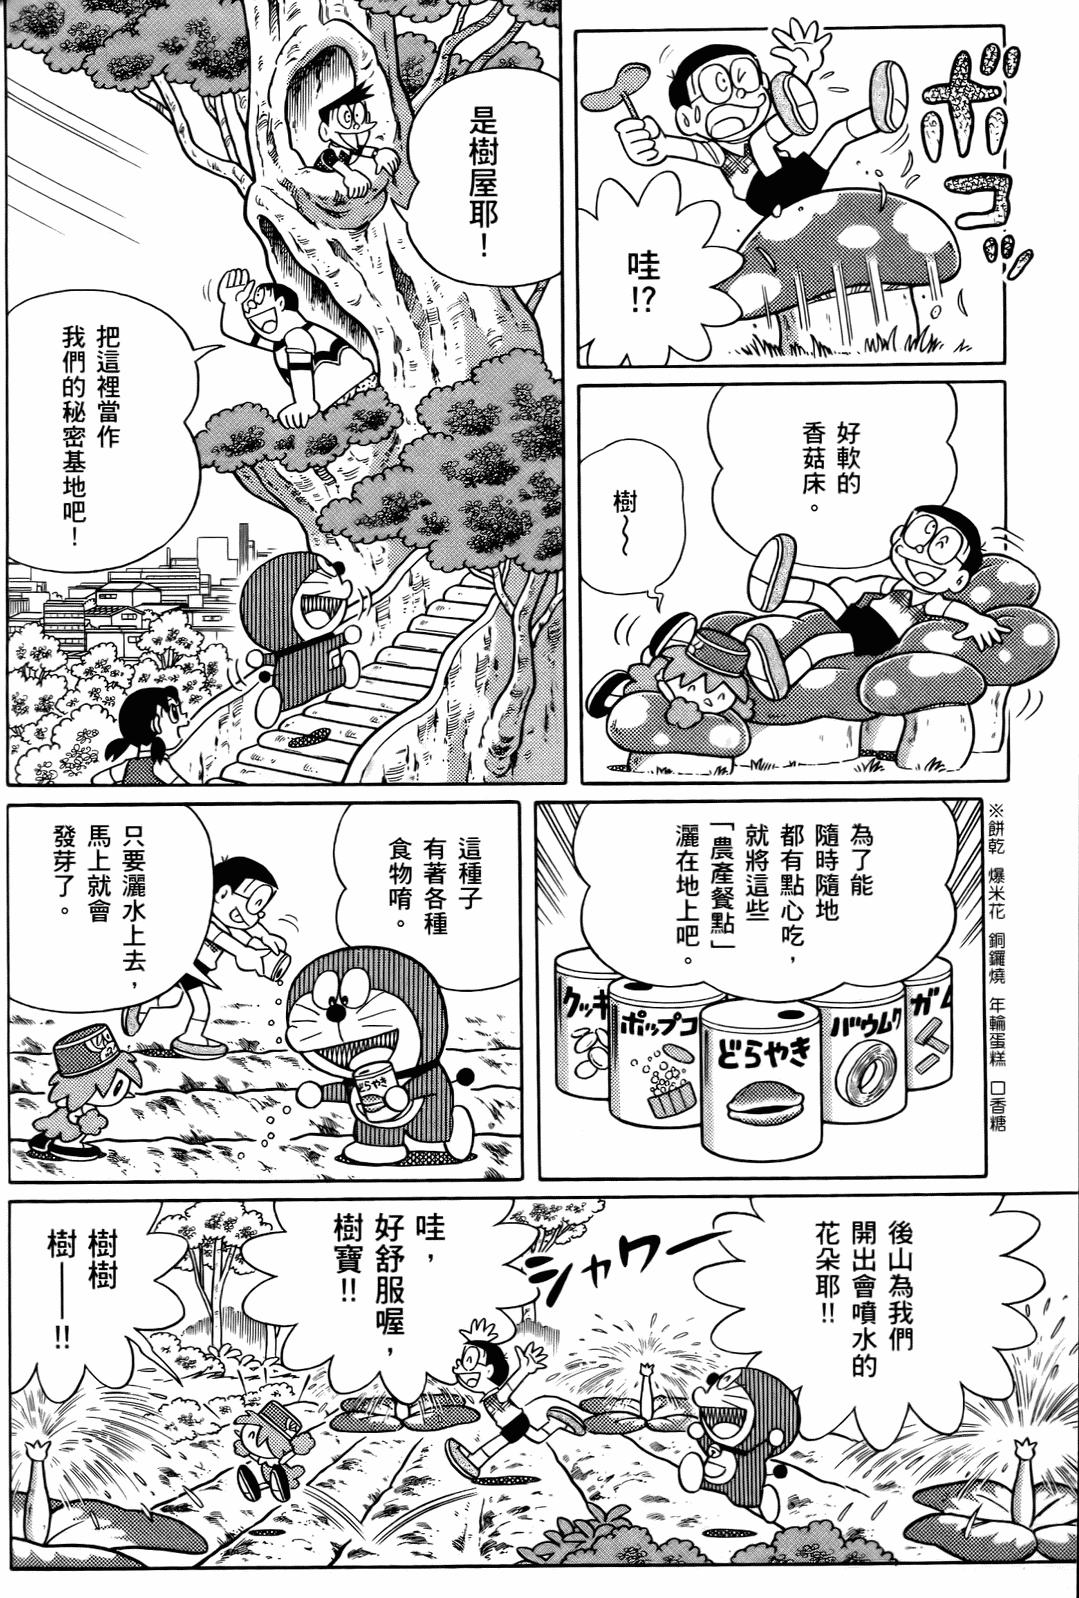 ボコッ
哇!?
好軟的
香菇床。
樹~
是樹屋耶！
把這裡當作
我們的秘密基地吧！
※餅乾 爆米花 銅鑼燒 年輪蛋糕 口香糖
為了能
隨時隨地
都有點心吃，
就將這些
「農產餐點」
灑在地上吧。
クッキ
ポップコ
どらやき
バウムク
ガム
這種子
有著各種
食物唷。
只要灑水上去，
馬上就會
發芽了。
どらやき
後山為我們
開出會噴水的
花朵耶!!
シャワー
哇，
好舒服喔，
樹寶!!
樹樹
樹——!!